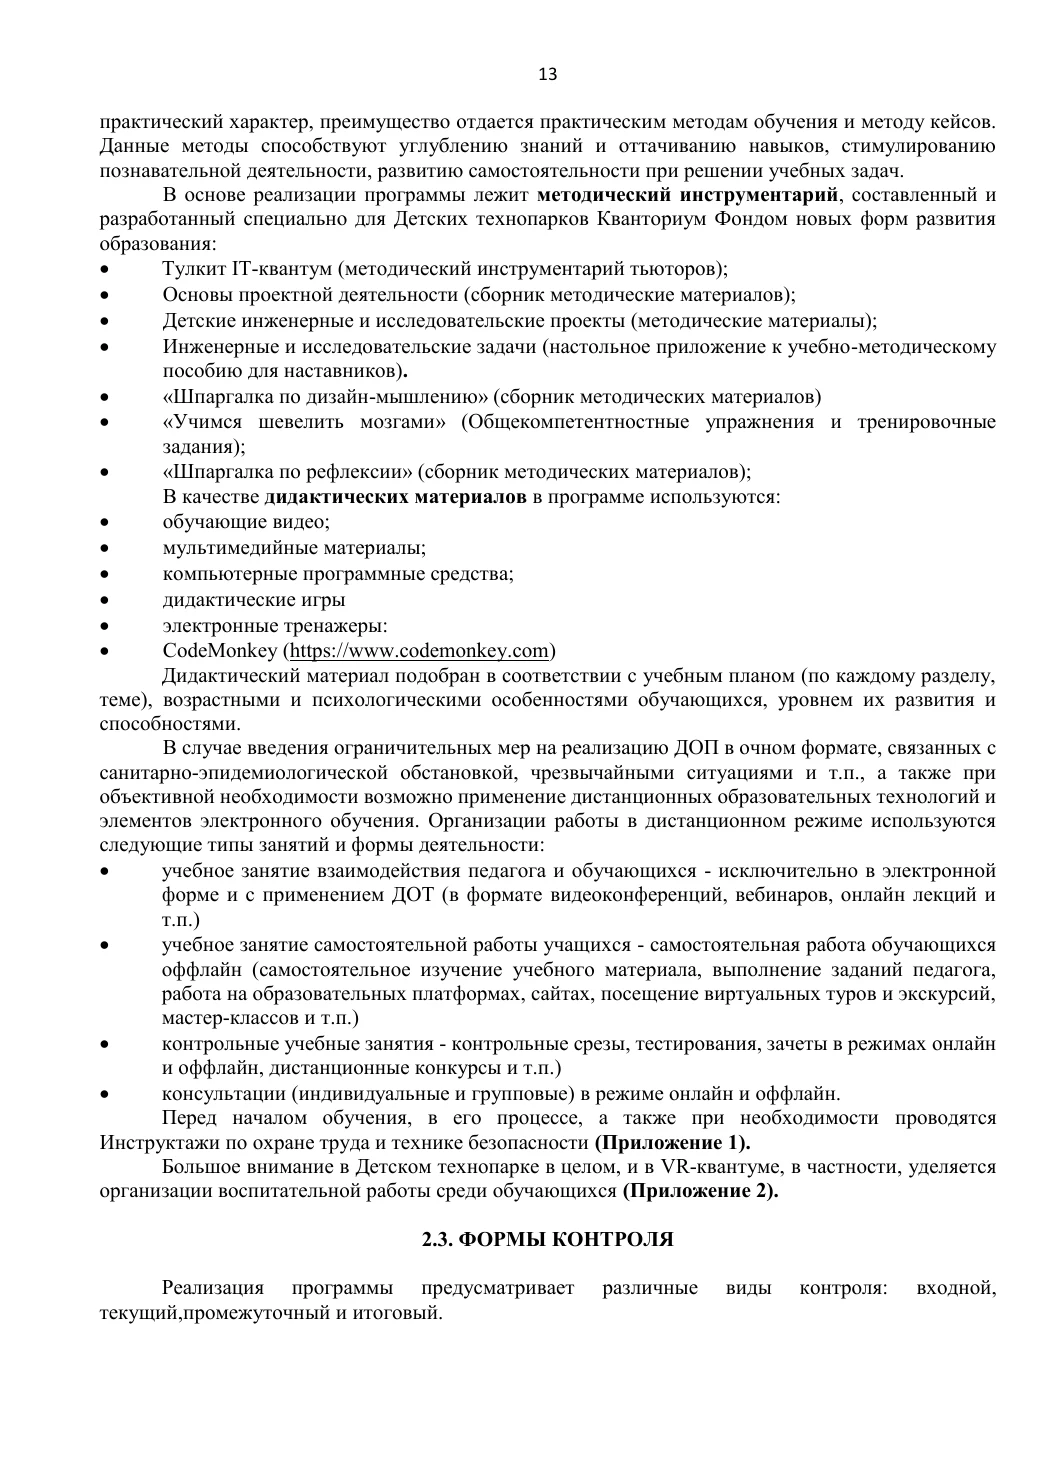 13
практический характер, преимущество отдается практическим методам обучения и методу кейсов.
Данные методы способствуют углублению знаний и оттачиванию навыков, стимулированию
познавательной деятельности, развитию самостоятельности при решении учебных задач.
В основе реализации программы лежит методический инструментарий, составленный и
разработанный специально для Детских технопарков Кванториум Фондом новых форм развития
образования:
• Тулкит IT-квантум (методический инструментарий тьюторов);
• Основы проектной деятельности (сборник методические материалов);
• Детские инженерные и исследовательские проекты (методические материалы);
• Инженерные и исследовательские задачи (настольное приложение к учебно-методическому
пособию для наставников).
• «Шпаргалка по дизайн-мышлению» (сборник методических материалов)
• «Учимся шевелить мозгами» (Общекомпетентностные упражнения и тренировочные
задания);
• «Шпаргалка по рефлексии» (сборник методических материалов);
В качестве дидактических материалов в программе используются:
• обучающие видео;
• мультимедийные материалы;
• компьютерные программные средства;
• дидактические игры
• электронные тренажеры:
• CodeMonkey (https://www.codemonkey.com)
Дидактический материал подобран в соответствии с учебным планом (по каждому разделу,
теме), возрастными и психологическими особенностями обучающихся, уровнем их развития и
способностями.
В случае введения ограничительных мер на реализацию ДОП в очном формате, связанных с
санитарно-эпидемиологической обстановкой, чрезвычайными ситуациями и т.п., а также при
объективной необходимости возможно применение дистанционных образовательных технологий и
элементов электронного обучения. Организации работы в дистанционном режиме используются
следующие типы занятий и формы деятельности:
• учебное занятие взаимодействия педагога и обучающихся - исключительно в электронной
форме и с применением ДОТ (в формате видеоконференций, вебинаров, онлайн лекций и
т.п.)
• учебное занятие самостоятельной работы учащихся - самостоятельная работа обучающихся
оффлайн (самостоятельное изучение учебного материала, выполнение заданий педагога,
работа на образовательных платформах, сайтах, посещение виртуальных туров и экскурсий,
мастер-классов и т.п.)
• контрольные учебные занятия - контрольные срезы, тестирования, зачеты в режимах онлайн
и оффлайн, дистанционные конкурсы и т.п.)
• консультации (индивидуальные и групповые) в режиме онлайн и оффлайн.
Перед началом обучения, в его процессе, а также при необходимости проводятся
Инструктажи по охране труда и технике безопасности (Приложение 1).
Большое внимание в Детском технопарке в целом, и в VR-квантуме, в частности, уделяется
организации воспитательной работы среди обучающихся (Приложение 2).
2.3. ФОРМЫ КОНТРОЛЯ
Реализация программы предусматривает различные виды контроля: входной,
текущий,промежуточный и итоговый.